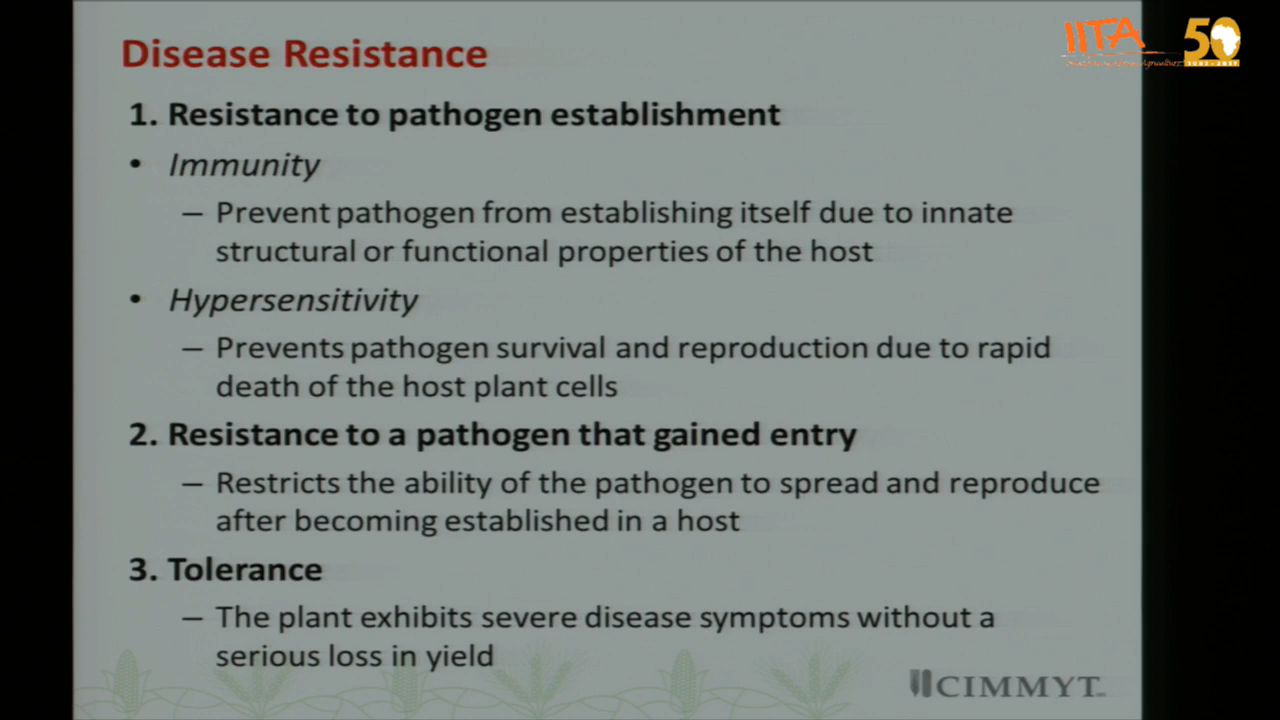 Disease Resistance
IITA
50
1. Resistance to pathogen establishment
• Immunity
– Prevent pathogen from establishing itself due to innate
structural or functional properties of the host
• Hypersensitivity
– Prevents pathogen survival and reproduction due to rapid
death of the host plant cells
2. Resistance to a pathogen that gained entry
– Restricts the ability of the pathogen to spread and reproduce
after becoming established in a host
3. Tolerance
– The plant exhibits severe disease symptoms without a
serious loss in yield
CIMMYT